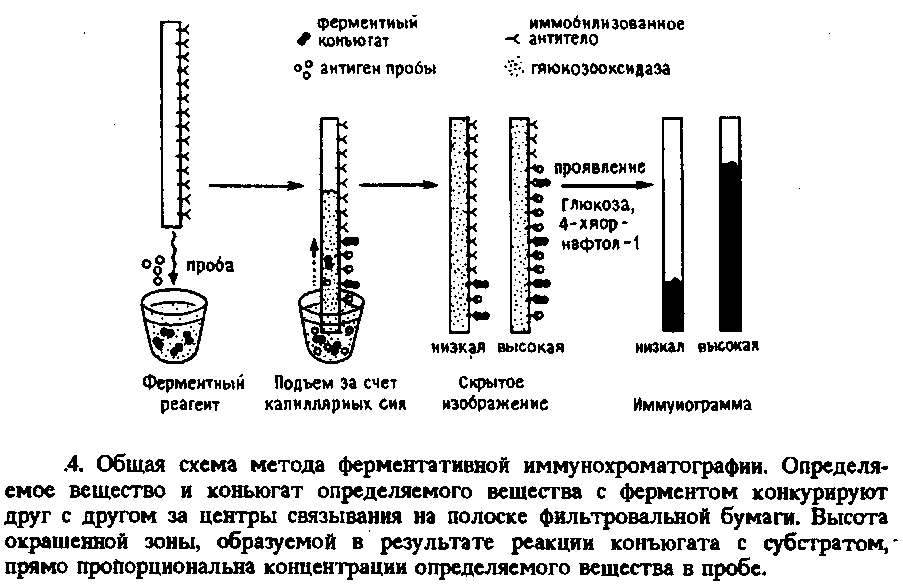 ферментный
конъюгат
иммобилизованное
антитело
антиген пробы
глюкозооксидаза
проявление
Глюкоза,
4-хлор-
нафтол-1
проба
низкая высокая
низкая высокая
Ферментный
реагент
Подъем за счет
капиллярных сил
Скрытое
изображение
Иммунограмма
.4. Общая схема метода ферментативной иммунохроматографии. Определя-
емое вещество и коньюгат определяемого вещества с ферментом конкурируют
друг с другом за центры связывания на полоске фильтровальной бумаги. Высота
окрашенной зоны, образуемой в результате реакции конъюгата с субстратом,
прямо пропорциональна концентрации определяемого вещества в пробе.